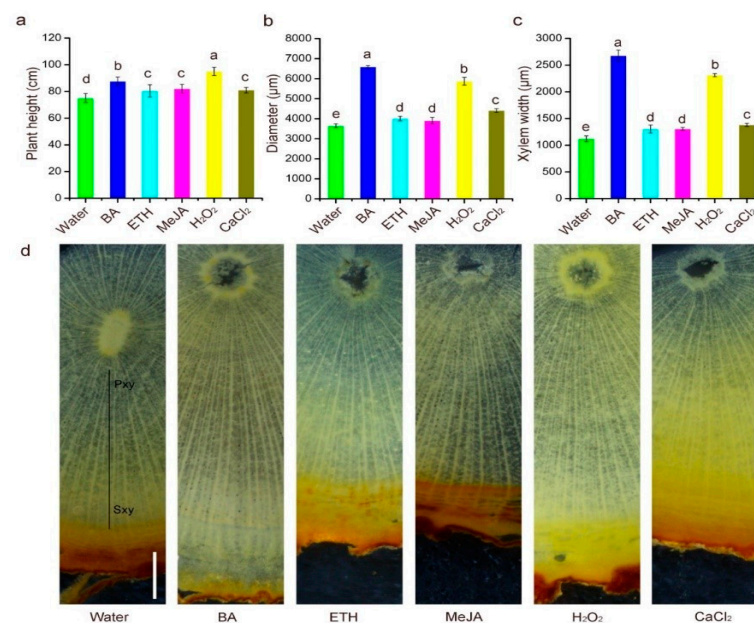 a
Plant height (cm)
120
100
80
60
40
20
0
d
b
c
c
a
c
Water
BA
ETH
MeJA
H₂O₂
CaCl₂
b
Diameter (μm)
8000
7000
6000
5000
4000
3000
2000
1000
0
e
a
d
d
b
c
Water
BA
ETH
MeJA
H₂O₂
CaCl₂
c
Xylem width (μm)
3000
2500
2000
1500
1000
500
0
e
a
d
d
b
c
Water
BA
ETH
MeJA
H₂O₂
CaCl₂
d
Pxy
Sxy
Water
BA
ETH
MeJA
H₂O₂
CaCl₂